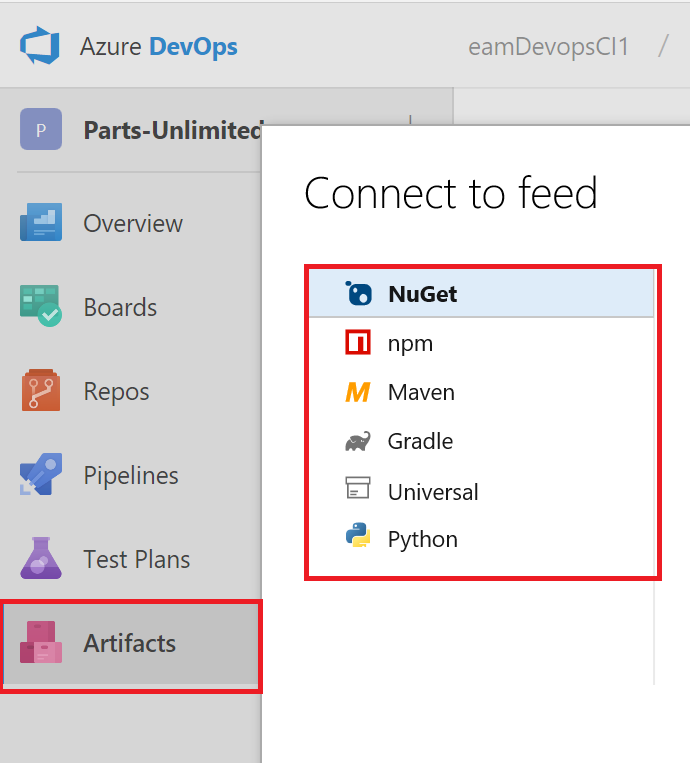 Azure DevOps
eamDevopsCI1 /
P Parts-Unlimited
Overview
Boards
Repos
Pipelines
Test Plans
Artifacts
Connect to feed
NuGet
npm
Maven
Gradle
Universal
Python